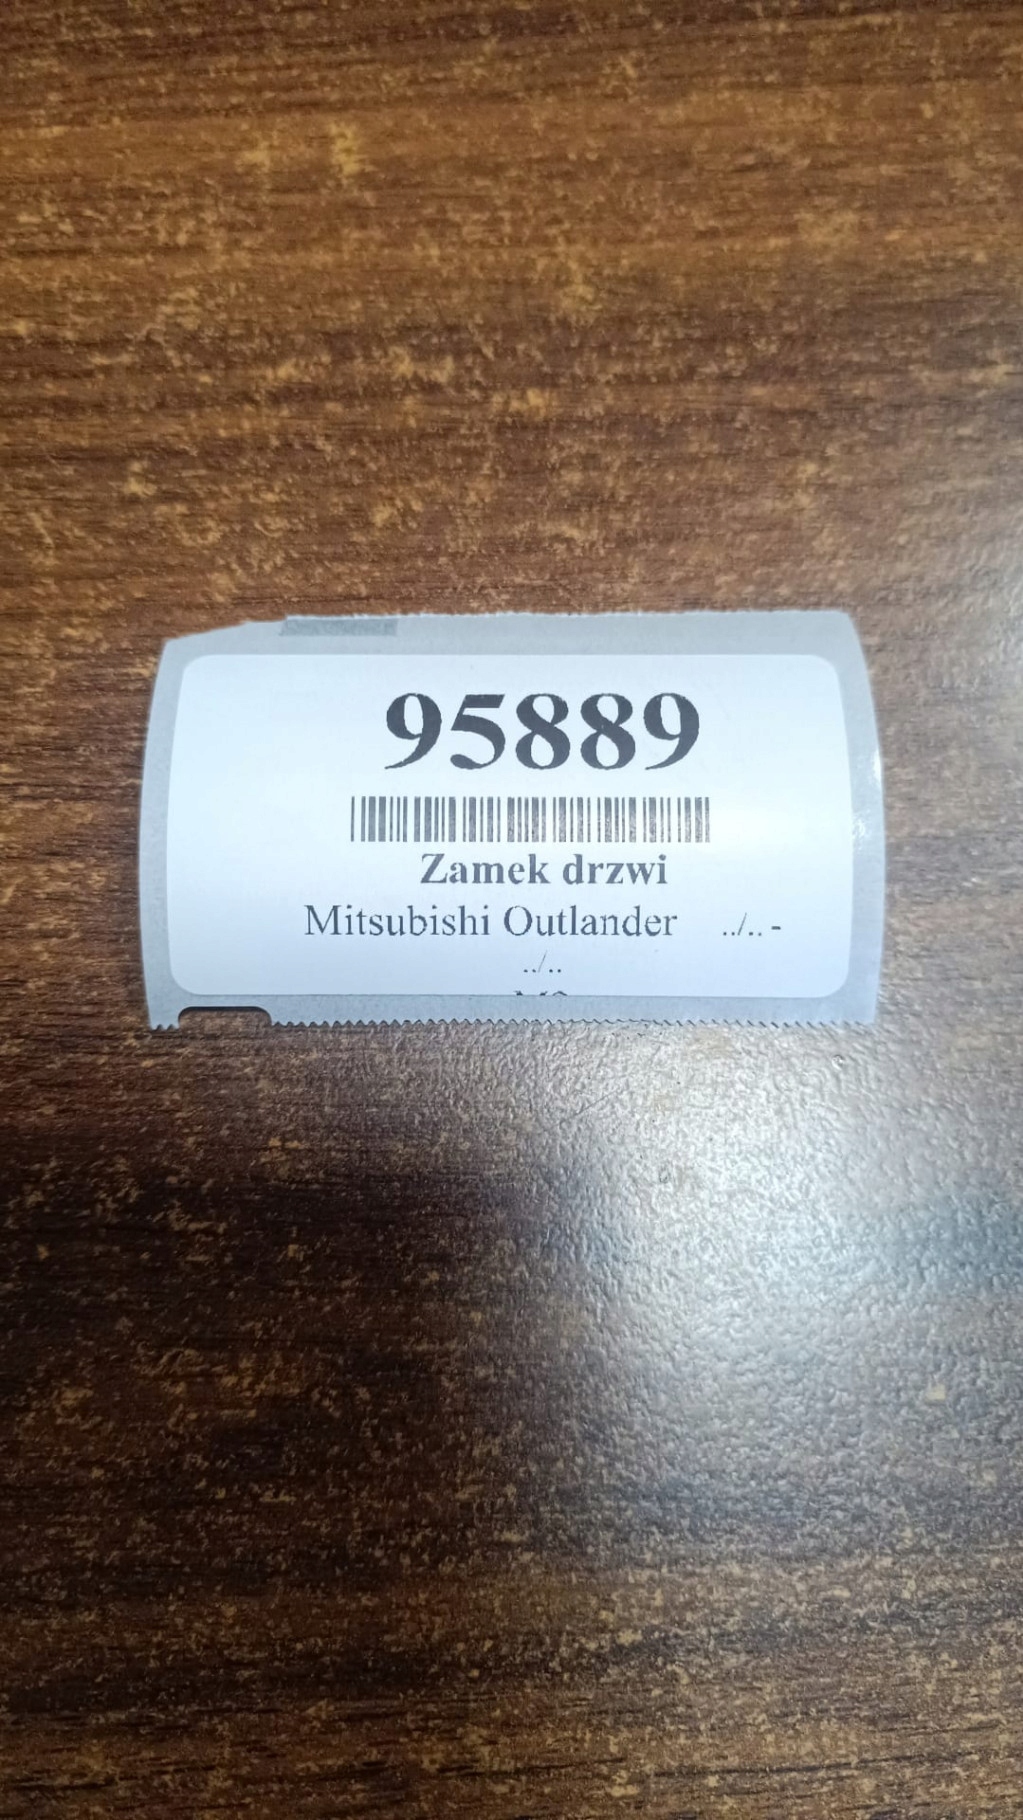 95889
Zamek drzwi
Mitsubishi Outlander ../.. -
../..